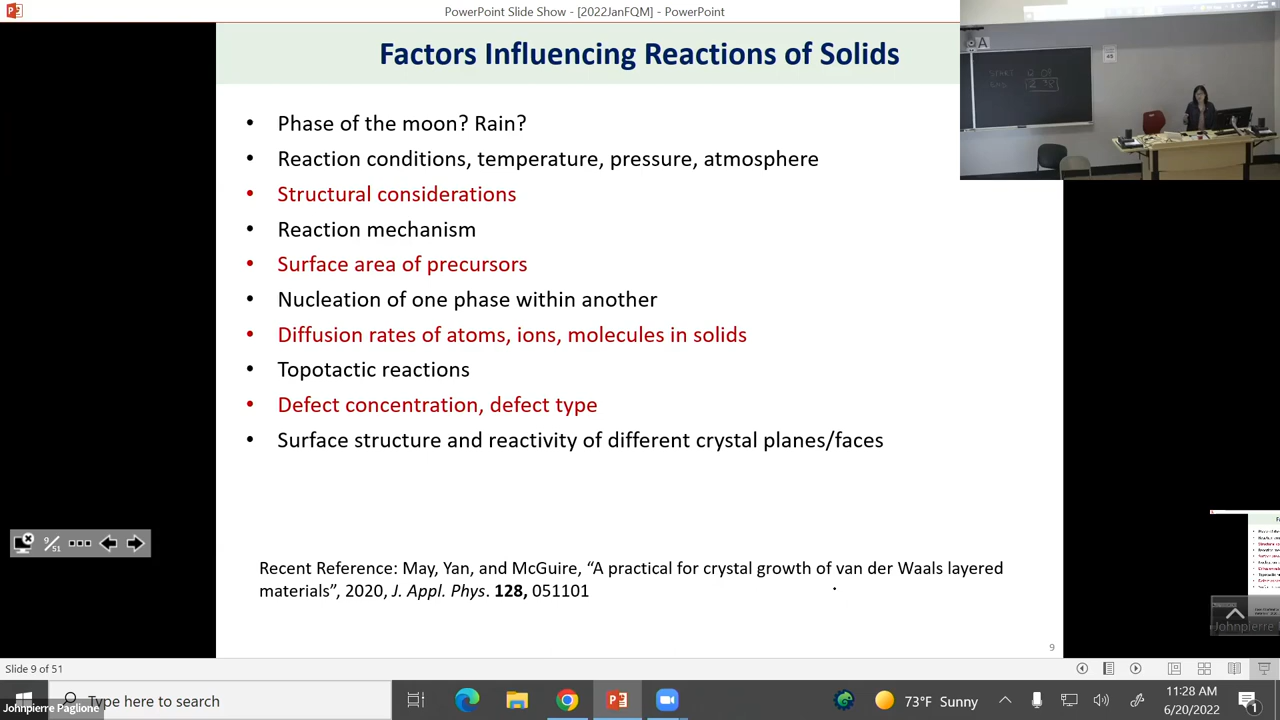 PowerPoint Slide Show - [2022JanFQM] - PowerPoint
Factors Influencing Reactions of Solids
• Phase of the moon? Rain?
• Reaction conditions, temperature, pressure, atmosphere
• Structural considerations
• Reaction mechanism
• Surface area of precursors
• Nucleation of one phase within another
• Diffusion rates of atoms, ions, molecules in solids
• Topotactic reactions
• Defect concentration, defect type
• Surface structure and reactivity of different crystal planes/faces
9/51
Recent Reference: May, Yan, and McGuire, “A practical for crystal growth of van der Waals layered
materials”, 2020, J. Appl. Phys. 128, 051101
9
Slide 9 of 51
Type here to search
73°F Sunny
11:28 AM
6/20/2022
1
Johnpierre Paglione
A
Johnpierre